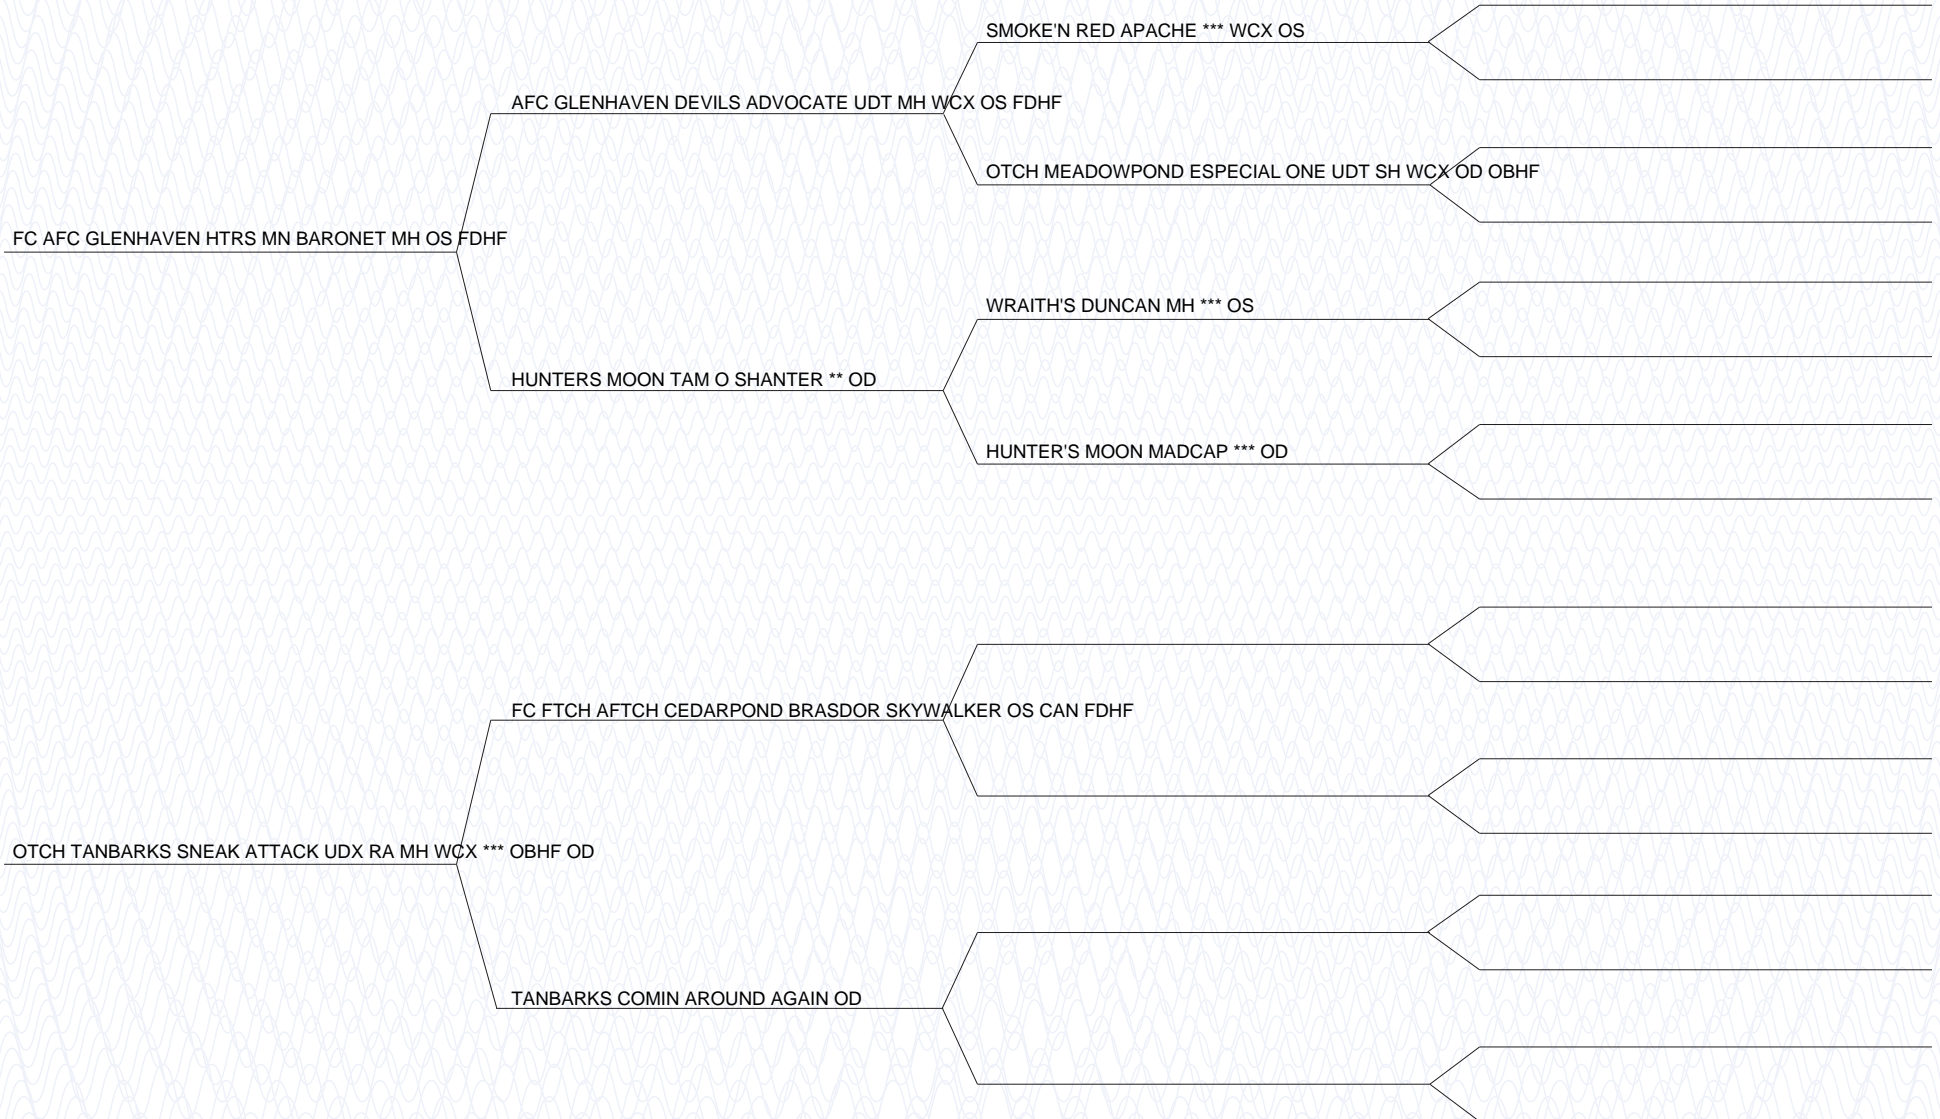 SMOKE'N RED APACHE *** WCX OS
AFC GLENHAVEN DEVILS ADVOCATE UDT MH WCX OS FDHF
OTCH MEADOWPOND ESPECIAL ONE UDT SH WCX OD OBHF
FC AFC GLENHAVEN HTRS MN BARONET MH OS FDHF
WRAITH'S DUNCAN MH *** OS
HUNTERS MOON TAM O SHANTER ** OD
HUNTER'S MOON MADCAP *** OD
FC FTCH AFTCH CEDARPOND BRASDOR SKYWALKER OS CAN FDHF
OTCH TANBARKS SNEAK ATTACK UDX RA MH WCX *** OBHF OD
TANBARKS COMIN AROUND AGAIN OD